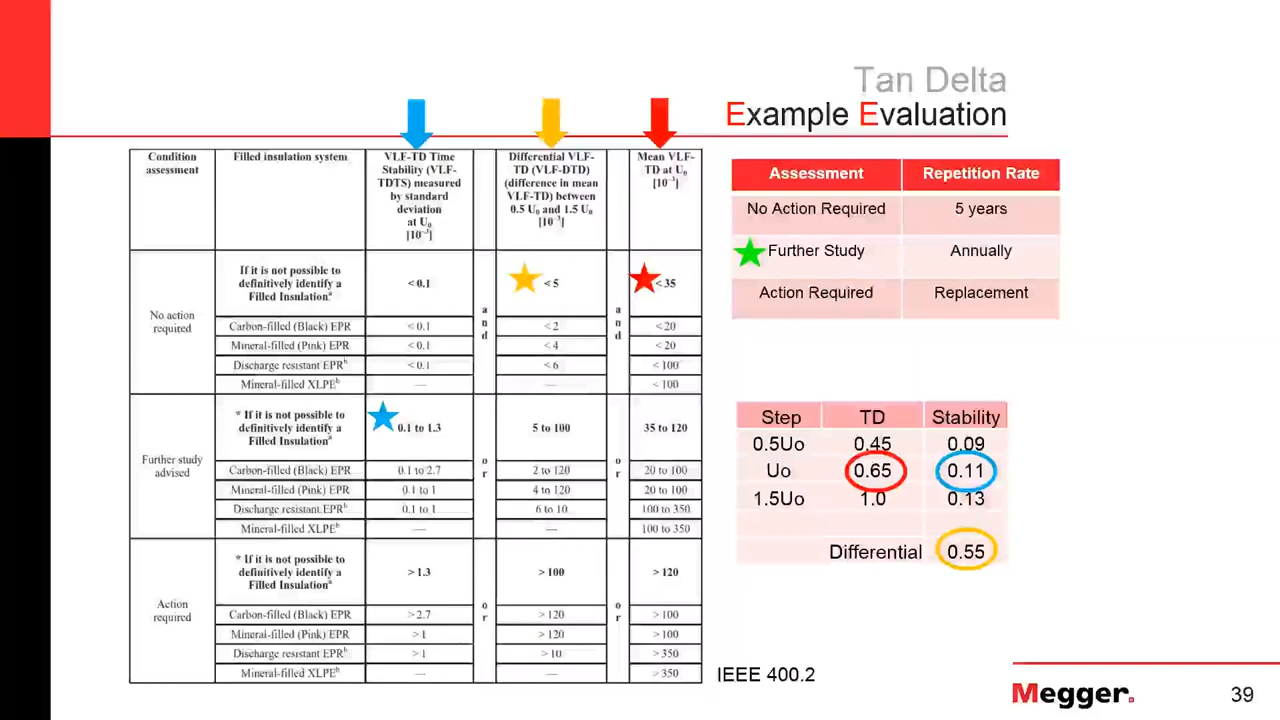 Tan Delta
Example Evaluation
Condition assessment
Filled insulation system
VLF-TD Time Stability (VLF-TDTS) measured by standard deviation at U₀ [10⁻³]
Differential VLF-TD (VLF-DTD) (difference in mean VLF-TD) between 0.5 U₀ and 1.5 U₀ [10⁻³]
Mean VLF-TD at U₀ [10⁻³]
No action required
If it is not possible to definitively identify a Filled Insulationᵃ
< 0.1
and
< 5
and
< 35
Carbon-filled (Black) EPR < 0.1 < 2 < 20
Mineral-filled (Pink) EPR < 0.1 < 4 < 20
Discharge resistant EPRᵇ < 0.1 < 6 < 100
Mineral-filled XLPEᵇ — — < 100
Further study advised
* If it is not possible to definitively identify a Filled Insulationᵃ
0.1 to 1.3
or
5 to 100
or
35 to 120
Carbon-filled (Black) EPR 0.1 to 2.7 2 to 120 20 to 100
Mineral-filled (Pink) EPR 0.1 to 1 4 to 120 20 to 100
Discharge resistant EPRᵇ 0.1 to 1 6 to 10 100 to 350
Mineral-filled XLPEᵇ — — 100 to 350
Action required
* If it is not possible to definitively identify a Filled Insulationᵃ
> 1.3
or
> 100
or
> 120
Carbon-filled (Black) EPR > 2.7 > 120 > 100
Mineral-filled (Pink) EPR > 1 > 120 > 100
Discharge resistant EPRᵇ > 1 > 10 > 350
Mineral-filled XLPEᵇ — — > 350
Assessment Repetition Rate
No Action Required 5 years
Further Study Annually
Action Required Replacement
Step TD Stability
0.5Uo 0.45 0.09
Uo 0.65 0.11
1.5Uo 1.0 0.13
Differential 0.55
IEEE 400.2
Megger.
39